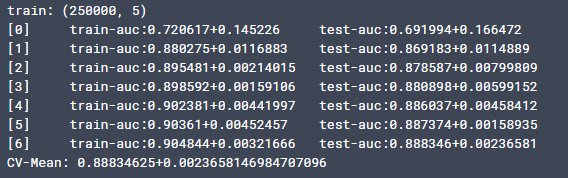 train: (250000, 5)
[0] train-auc:0.720617+0.145226 test-auc:0.691994+0.166472
[1] train-auc:0.880275+0.0116883 test-auc:0.869183+0.0114889
[2] train-auc:0.895481+0.00214015 test-auc:0.878587+0.00799809
[3] train-auc:0.898592+0.00159106 test-auc:0.880898+0.00599152
[4] train-auc:0.902381+0.00441997 test-auc:0.886037+0.00458412
[5] train-auc:0.90361+0.00452457 test-auc:0.887374+0.00158935
[6] train-auc:0.904844+0.00321666 test-auc:0.888346+0.00236581
CV-Mean: 0.88834625+0.0023658146984707096